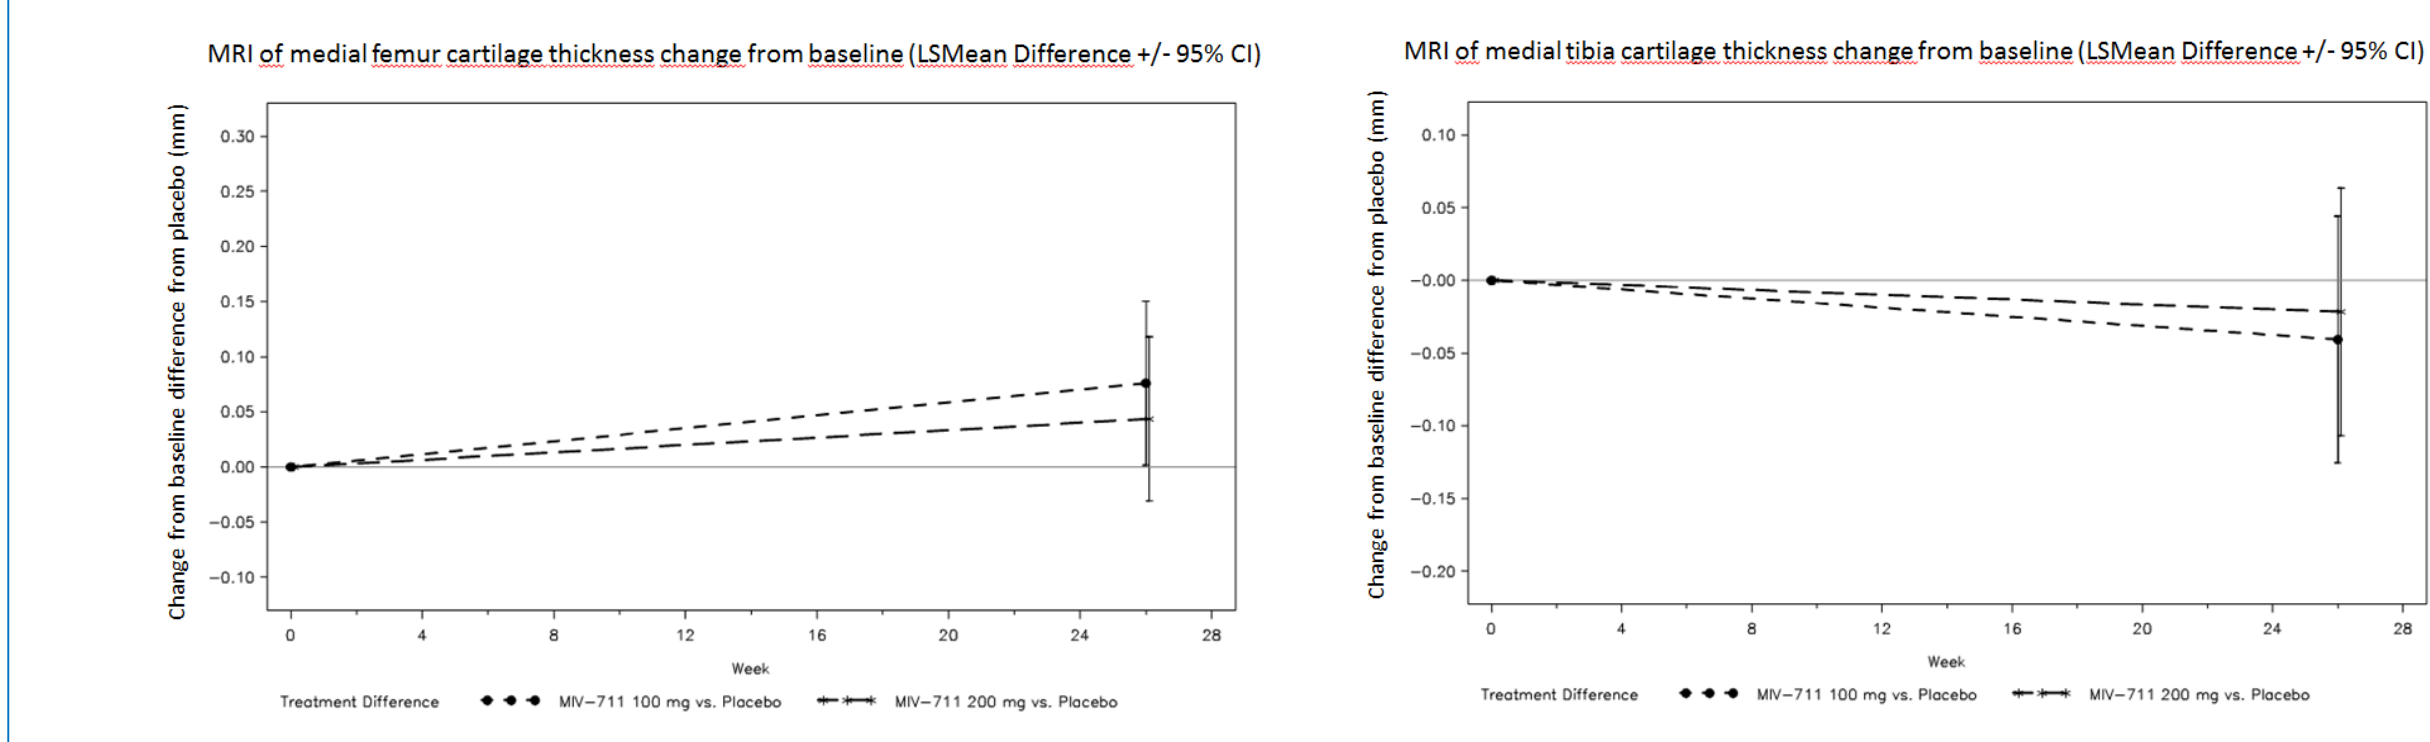 MRI of medial femur cartilage thickness change from baseline (LSMean Difference +/- 95% CI)
Change from baseline difference from placebo (mm)
0.30
0.25
0.20
0.15
0.10
0.05
0.00
−0.05
−0.10
0 4 8 12 16 20 24 28
Week
Treatment Difference MIV−711 100 mg vs. Placebo MIV−711 200 mg vs. Placebo
MRI of medial tibia cartilage thickness change from baseline (LSMean Difference +/- 95% CI)
Change from baseline difference from placebo (mm)
0.10
0.05
−0.00
−0.05
−0.10
−0.15
−0.20
0 4 8 12 16 20 24 28
Week
Treatment Difference MIV−711 100 mg vs. Placebo MIV−711 200 mg vs. Placebo